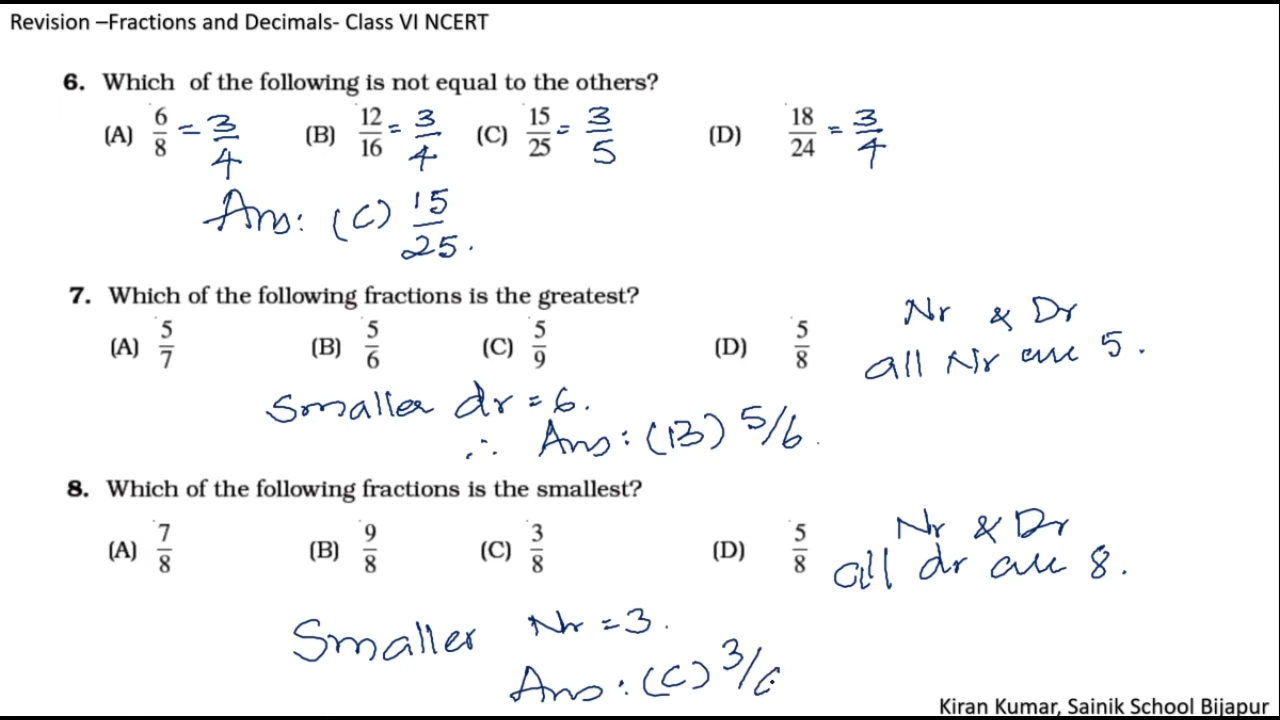 Revision –Fractions and Decimals- Class VI NCERT
6. Which of the following is not equal to the others?
(A) 6/8 = 3/4 (B) 12/16 = 3/4 (C) 15/25 = 3/5 (D) 18/24 = 3/4
Ans: (C) 15/25.
7. Which of the following fractions is the greatest?
(A) 5/7 (B) 5/6 (C) 5/9 (D) 5/8
Nr & Dr
all Nr are 5.
Smaller dr = 6.
∴ Ans: (B) 5/6.
8. Which of the following fractions is the smallest?
(A) 7/8 (B) 9/8 (C) 3/8 (D) 5/8
Nr & Dr
all dr are 8.
Smaller Nr = 3.
Ans: (C) 3/
Kiran Kumar, Sainik School Bijapur